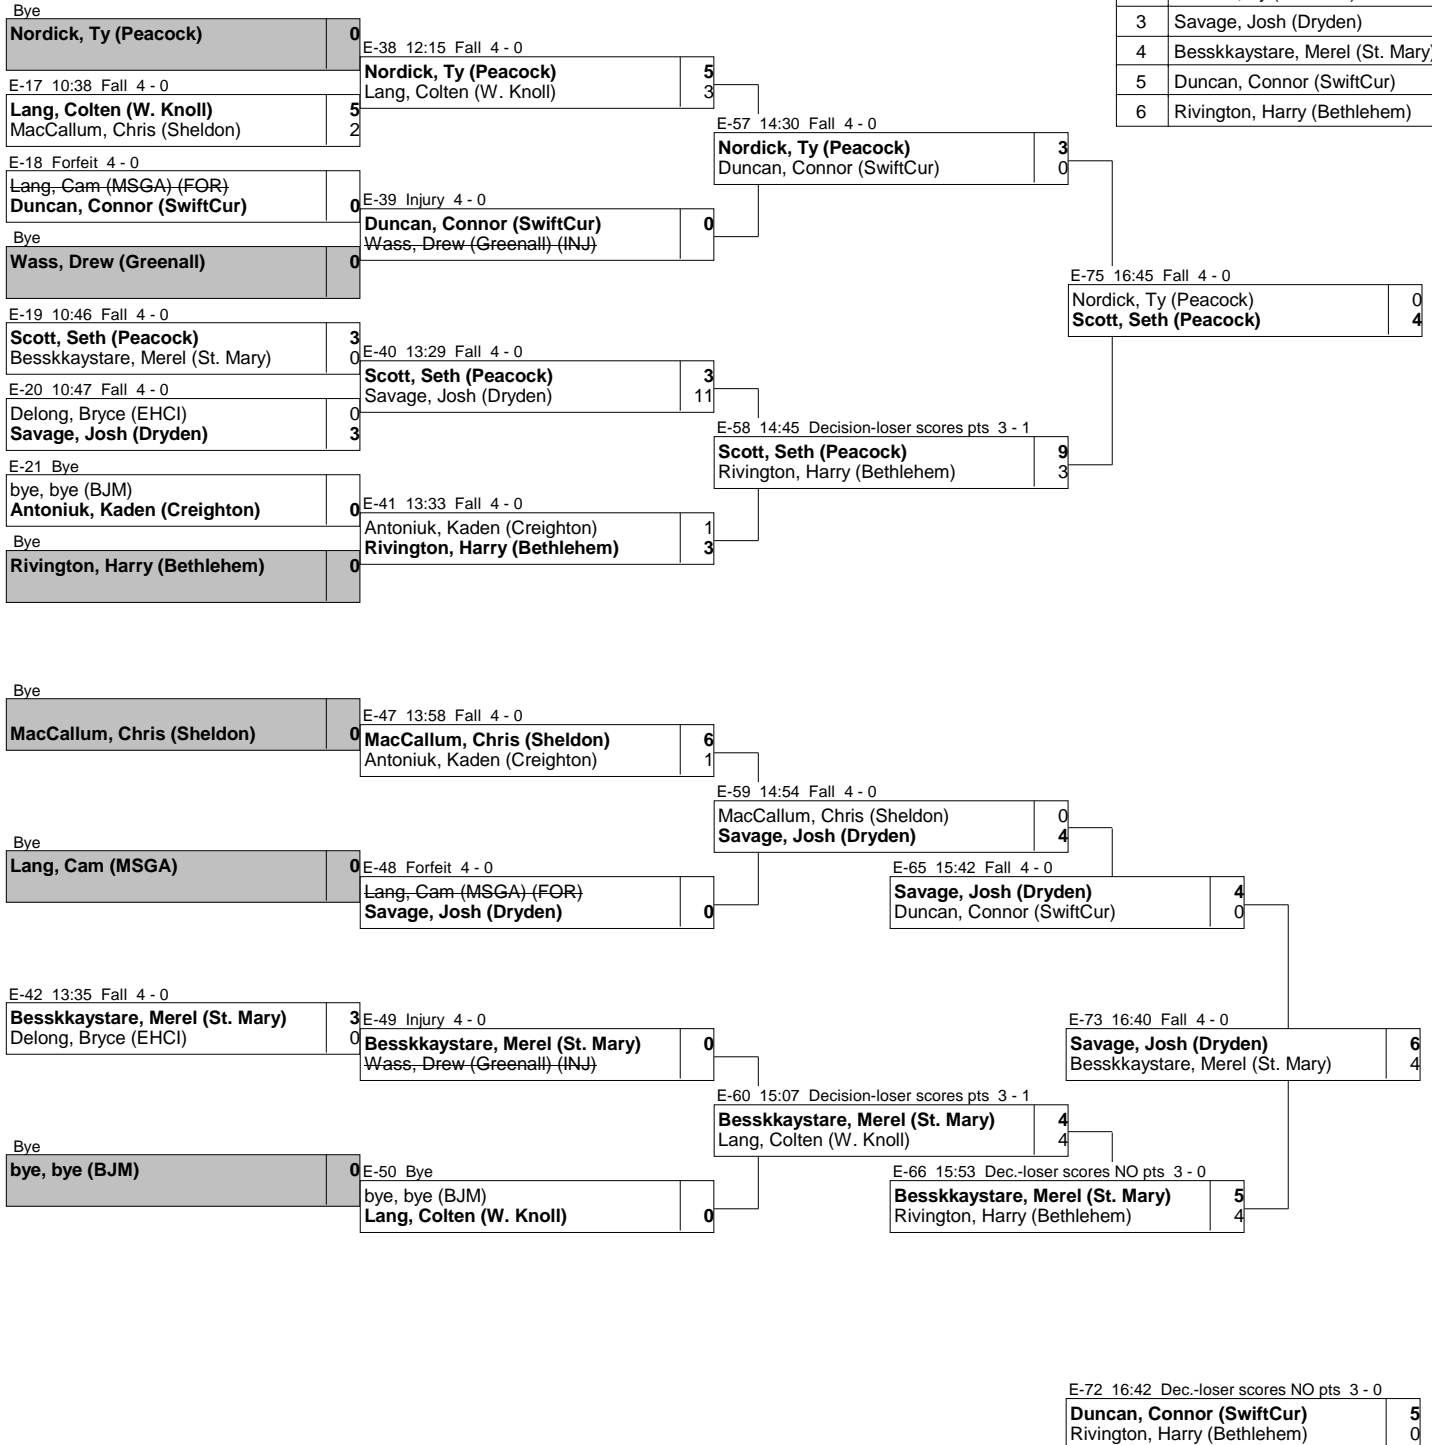 Bye
Nordick, Ty (Peacock) 0
E-17 10:38 Fall 4 - 0
Lang, Colten (W. Knoll) 5
MacCallum, Chris (Sheldon) 2
E-18 Forfeit 4 - 0
Lang, Cam (MSGA) (FOR)
Duncan, Connor (SwiftCur) 0
Bye
Wass, Drew (Greenall) 0
E-19 10:46 Fall 4 - 0
Scott, Seth (Peacock) 3
Besskkaystare, Merel (St. Mary) 0
E-20 10:47 Fall 4 - 0
Delong, Bryce (EHCI) 0
Savage, Josh (Dryden) 3
E-21 Bye
bye, bye (BJM)
Antoniuk, Kaden (Creighton) 0
Bye
Rivington, Harry (Bethlehem) 0
E-38 12:15 Fall 4 - 0
Nordick, Ty (Peacock) 5
Lang, Colten (W. Knoll) 3
E-39 Injury 4 - 0
Duncan, Connor (SwiftCur) 0
Wass, Drew (Greenall) (INJ)
E-40 13:29 Fall 4 - 0
Scott, Seth (Peacock) 3
Savage, Josh (Dryden) 11
E-41 13:33 Fall 4 - 0
Antoniuk, Kaden (Creighton) 1
Rivington, Harry (Bethlehem) 3
E-57 14:30 Fall 4 - 0
Nordick, Ty (Peacock) 3
Duncan, Connor (SwiftCur) 0
E-58 14:45 Decision-loser scores pts 3 - 1
Scott, Seth (Peacock) 9
Rivington, Harry (Bethlehem) 3
E-75 16:45 Fall 4 - 0
Nordick, Ty (Peacock) 0
Scott, Seth (Peacock) 4
3 Savage, Josh (Dryden)
4 Besskkaystare, Merel (St. Mary)
5 Duncan, Connor (SwiftCur)
6 Rivington, Harry (Bethlehem)
Bye
MacCallum, Chris (Sheldon) 0
Bye
Lang, Cam (MSGA) 0
E-42 13:35 Fall 4 - 0
Besskkaystare, Merel (St. Mary) 3
Delong, Bryce (EHCI) 0
Bye
bye, bye (BJM) 0
E-47 13:58 Fall 4 - 0
MacCallum, Chris (Sheldon) 6
Antoniuk, Kaden (Creighton) 1
E-48 Forfeit 4 - 0
Lang, Cam (MSGA) (FOR)
Savage, Josh (Dryden) 0
E-49 Injury 4 - 0
Besskkaystare, Merel (St. Mary) 0
Wass, Drew (Greenall) (INJ)
E-50 Bye
bye, bye (BJM)
Lang, Colten (W. Knoll) 0
E-59 14:54 Fall 4 - 0
MacCallum, Chris (Sheldon) 0
Savage, Josh (Dryden) 4
E-60 15:07 Decision-loser scores pts 3 - 1
Besskkaystare, Merel (St. Mary) 4
Lang, Colten (W. Knoll) 4
E-65 15:42 Fall 4 - 0
Savage, Josh (Dryden) 4
Duncan, Connor (SwiftCur) 0
E-66 15:53 Dec.-loser scores NO pts 3 - 0
Besskkaystare, Merel (St. Mary) 5
Rivington, Harry (Bethlehem) 4
E-73 16:40 Fall 4 - 0
Savage, Josh (Dryden) 6
Besskkaystare, Merel (St. Mary) 4
E-72 16:42 Dec.-loser scores NO pts 3 - 0
Duncan, Connor (SwiftCur) 5
Rivington, Harry (Bethlehem) 0